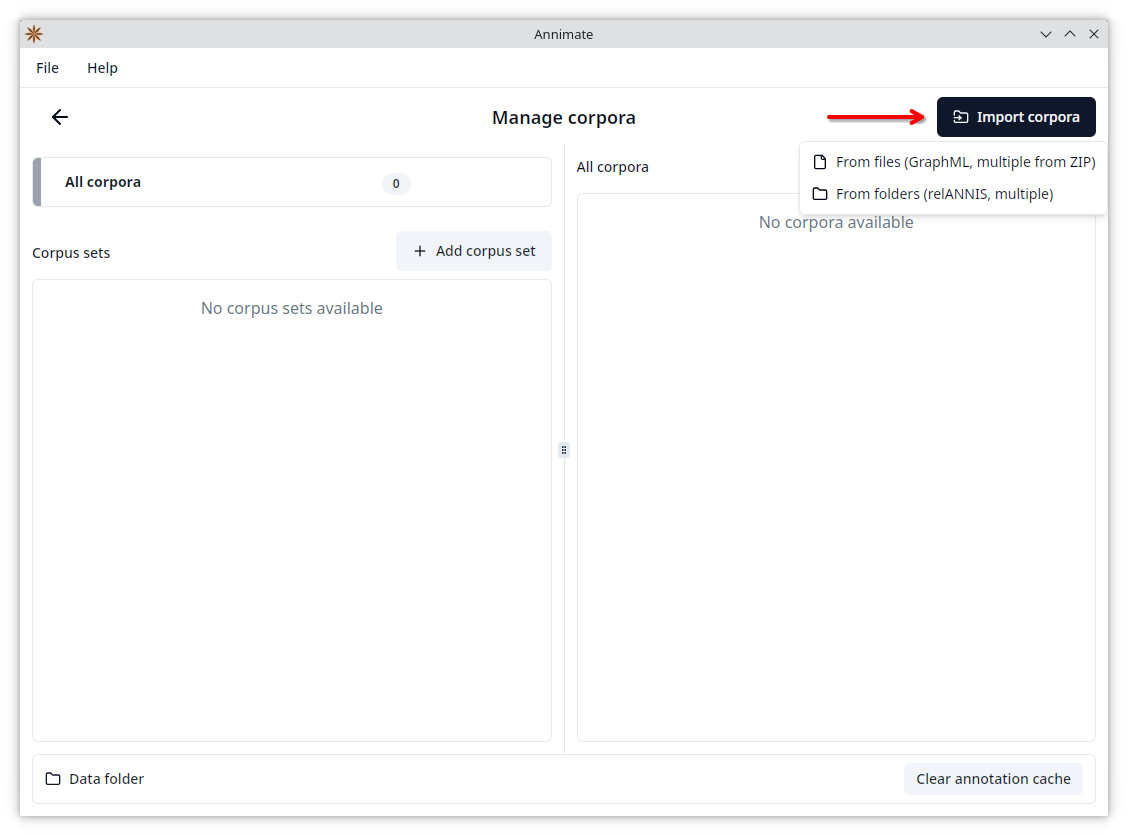 Annimate
File Help
Manage corpora
Import corpora
From files (GraphML, multiple from ZIP)
From folders (relANNIS, multiple)
All corpora 0
All corpora
No corpora available
Corpus sets
Add corpus set
No corpus sets available
Data folder
Clear annotation cache